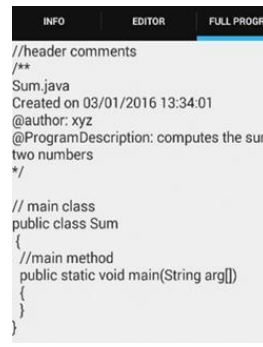 INFO EDITOR FULL PROGR
//header comments
/**
Sum.java
Created on 03/01/2016 13:34:01
@author: xyz
@ProgramDescription: computes the sur
two numbers
*/
// main class
public class Sum
{
//main method
public static void main(String arg[])
{
}
}